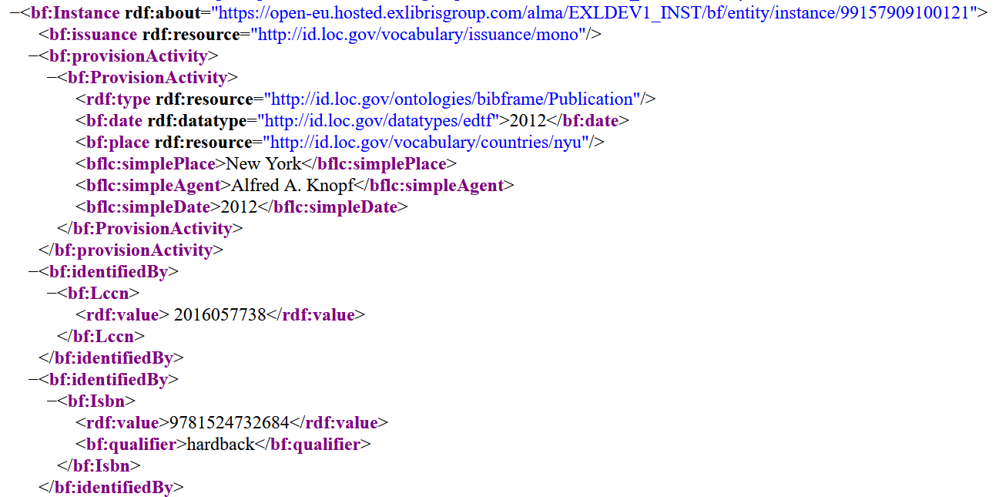 −<bf:Instance rdf:about="https://open-eu.hosted.exlibrisgroup.com/alma/EXLDEV1_INST/bf/entity/instance/99157909100121">
<bf:issuance rdf:resource="http://id.loc.gov/vocabulary/issuance/mono"/>
−<bf:provisionActivity>
−<bf:ProvisionActivity>
<rdf:type rdf:resource="http://id.loc.gov/ontologies/bibframe/Publication"/>
<bf:date rdf:datatype="http://id.loc.gov/datatypes/edtf">2012</bf:date>
<bf:place rdf:resource="http://id.loc.gov/vocabulary/countries/nyu"/>
<bflc:simplePlace>New York</bflc:simplePlace>
<bflc:simpleAgent>Alfred A. Knopf</bflc:simpleAgent>
<bflc:simpleDate>2012</bflc:simpleDate>
</bf:ProvisionActivity>
</bf:provisionActivity>
−<bf:identifiedBy>
−<bf:Lccn>
<rdf:value> 2016057738</rdf:value>
</bf:Lccn>
</bf:identifiedBy>
−<bf:identifiedBy>
−<bf:Isbn>
<rdf:value>9781524732684</rdf:value>
<bf:qualifier>hardback</bf:qualifier>
</bf:Isbn>
</bf:identifiedBy>